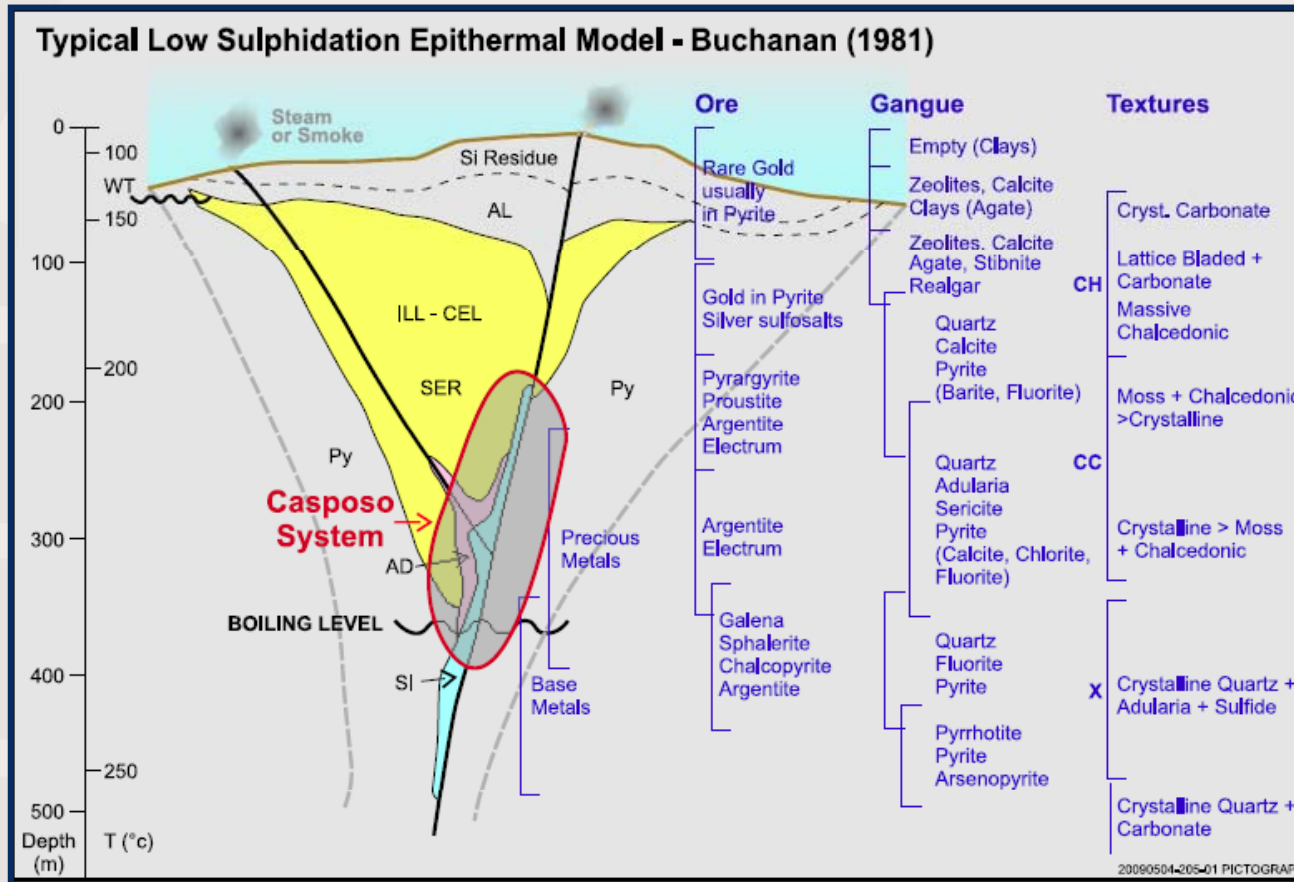 Typical Low Sulphidation Epithermal Model - Buchanan (1981)
Steam
or Smoke
Si Residue
AL
ILL - CEL
SER
Py
Py
Casposo
System
AD
BOILING LEVEL
SI
Precious
Metals
Base
Metals
0
100
200
300
400
500
Depth
(m)
100
WT
150
200
250
T (°c)
Ore
Rare Gold
usually
in Pyrite
Gold in Pyrite
Silver sulfosalts
Pyrargyrite
Proustite
Argentite
Electrum
Argentite
Electrum
Galena
Sphalerite
Chalcopyrite
Argentite
Gangue
Empty (Clays)
Zeolites, Calcite
Clays (Agate)
Zeolites. Calcite
Agate, Stibnite
Realgar
Quartz
Calcite
Pyrite
(Barite, Fluorite)
Quartz
Adularia
Sericite
Pyrite
(Calcite, Chlorite,
Fluorite)
Quartz
Fluorite
Pyrite
Pyrrhotite
Pyrite
Arsenopyrite
Textures
Cryst. Carbonate
CH
Lattice Bladed +
Carbonate
Massive
Chalcedonic
CC
Moss + Chalcedonic
>Crystalline
Crystalline > Moss
+ Chalcedonic
X
Crystalline Quartz +
Adularia + Sulfide
Crystalline Quartz +
Carbonate
20090504-205-01 PICTOGRAP